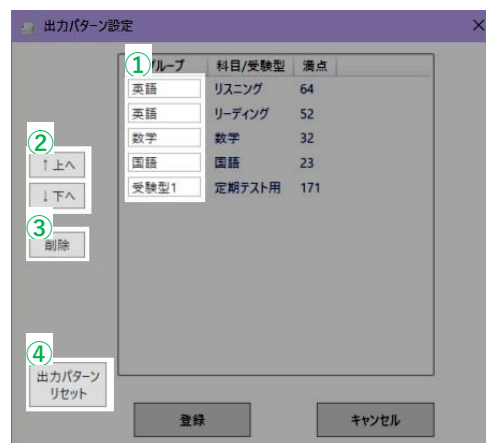 出力パターン設定
①
グループ 科目/受験型 満点
英語 リスニング 64
英語 リーディング 52
数学 数学 32
国語 国語 23
受験型1 定期テスト用 171
②
↑上へ
↓下へ
③
削除
④
出力パターン
リセット
登録 キャンセル